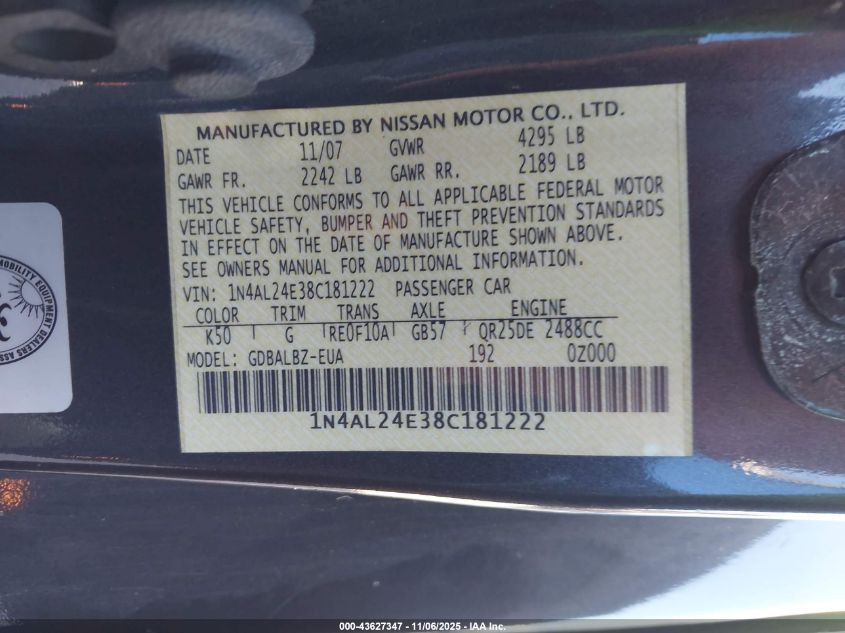 MANUFACTURED BY NISSAN MOTOR CO., LTD.
DATE 11/07 GVWR 4295 LB
GAWR FR. 2242 LB GAWR RR. 2189 LB
THIS VEHICLE CONFORMS TO ALL APPLICABLE FEDERAL MOTOR
VEHICLE SAFETY, BUMPER AND THEFT PREVENTION STANDARDS
IN EFFECT ON THE DATE OF MANUFACTURE SHOWN ABOVE.
SEE OWNERS MANUAL FOR ADDITIONAL INFORMATION.
VIN: 1N4AL24E38C181222 PASSENGER CAR
COLOR TRIM TRANS AXLE ENGINE
K50 G RE0F10A GB57 QR25DE 2488CC
MODEL: GDBALBZ-EUA 192 0Z000
1N4AL24E38C181222
MOBILITY EQUIPMENT DEALERS
000-43627347 - 11/06/2025 - IAA Inc.